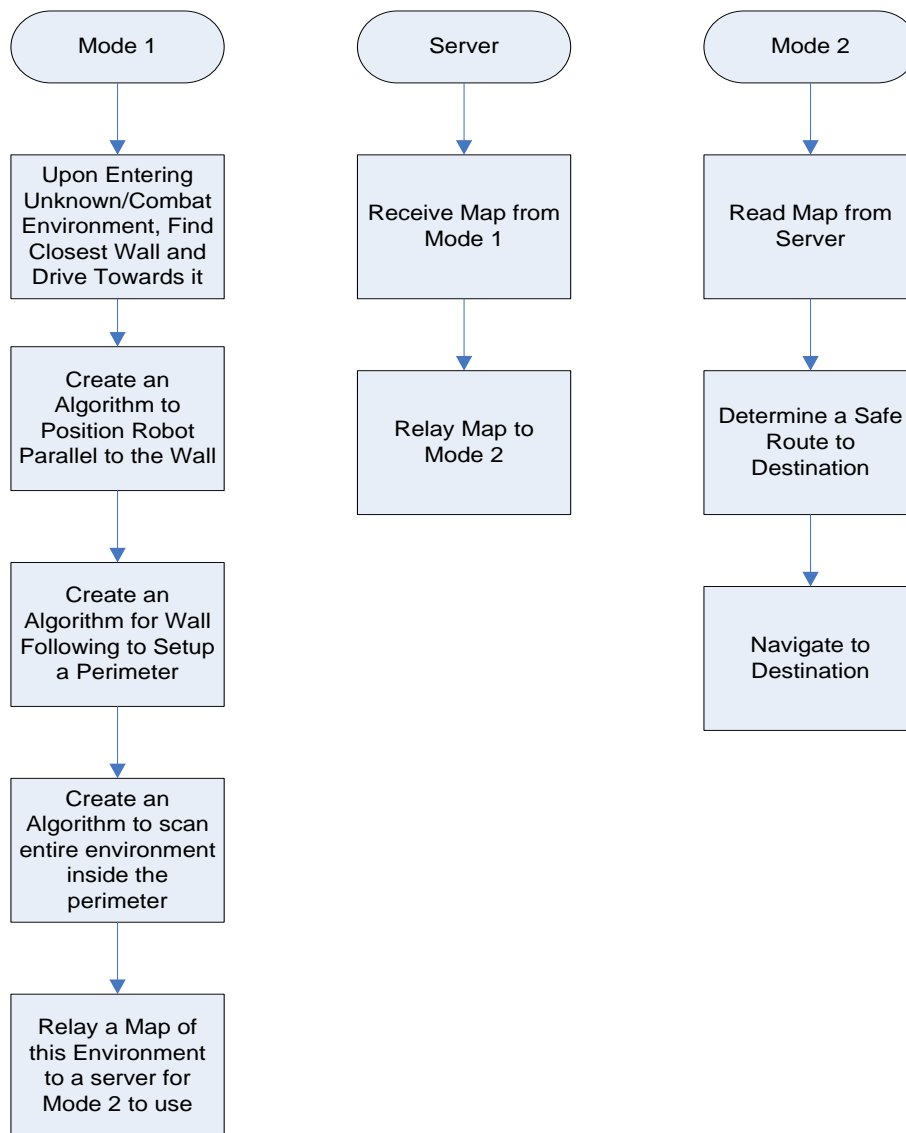 Mode 1
Upon Entering
Unknown/Combat
Environment, Find
Closest Wall and
Drive Towards it
Create an
Algorithm to
Position Robot
Parallel to the Wall
Create an
Algorithm for Wall
Following to Setup
a Perimeter
Create an
Algorithm to scan
entire environment
inside the
perimeter
Relay a Map of
this Environment
to a server for
Mode 2 to use
Server
Receive Map from
Mode 1
Relay Map to
Mode 2
Mode 2
Read Map from
Server
Determine a Safe
Route to
Destination
Navigate to
Destination